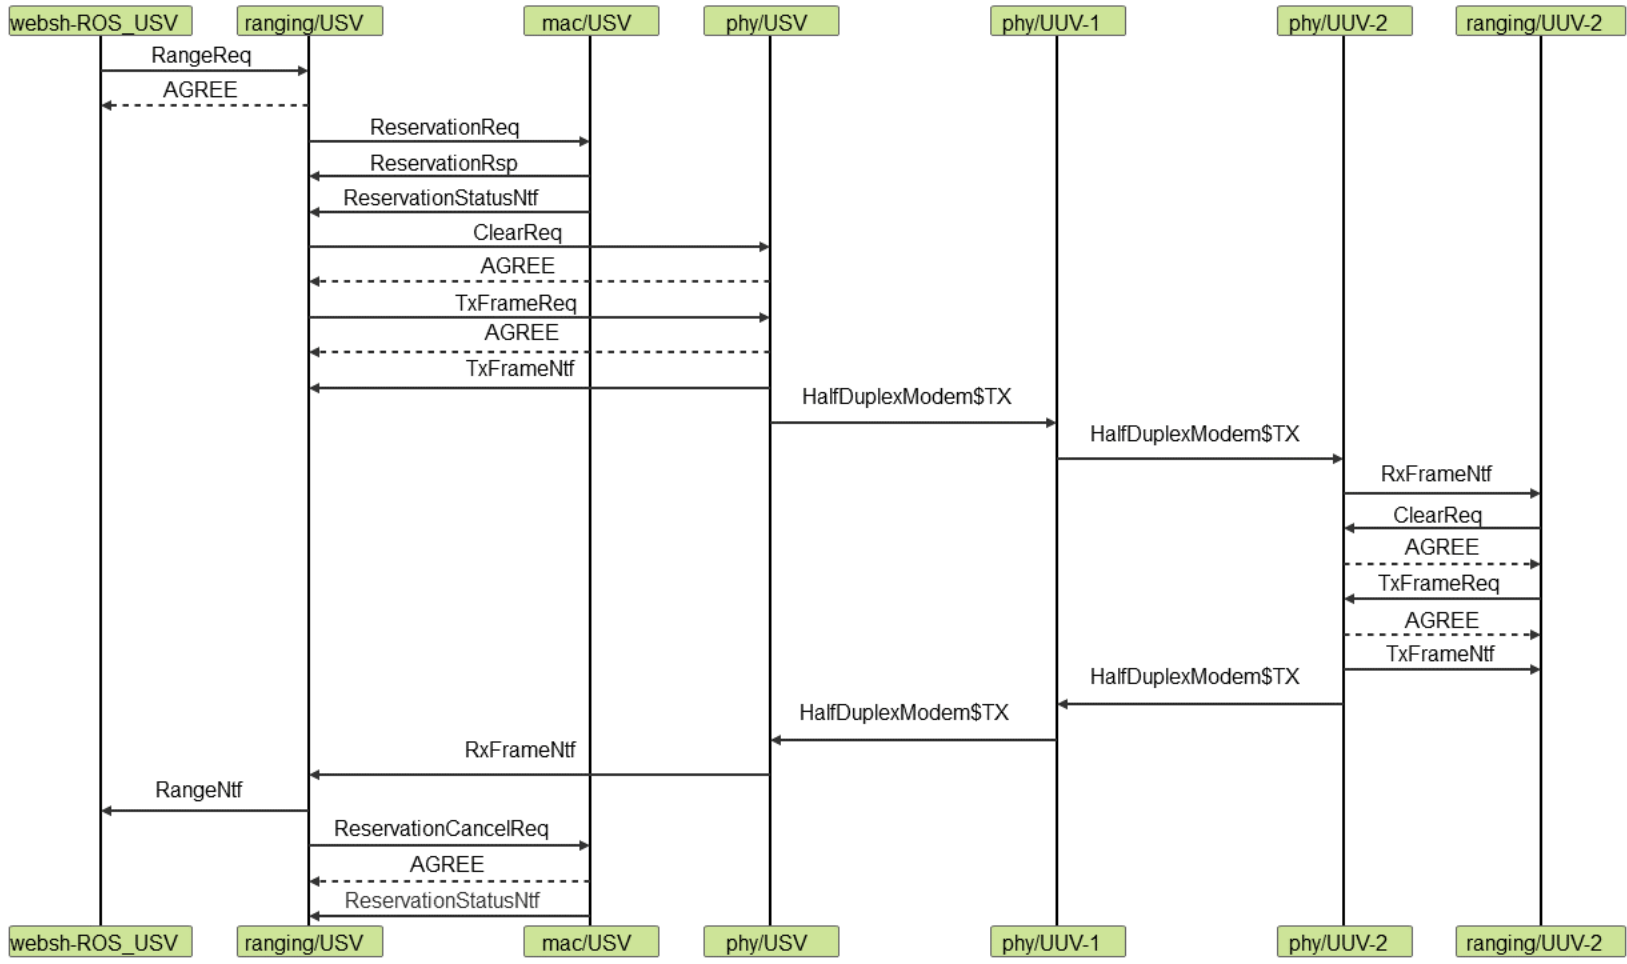 websh-ROS_USV ranging/USV mac/USV phy/USV phy/UUV-1 phy/UUV-2 ranging/UUV-2
RangeReq
AGREE
ReservationReq
ReservationRsp
ReservationStatusNtf
ClearReq
AGREE
TxFrameReq
AGREE
TxFrameNtf
HalfDuplexModem$TX
HalfDuplexModem$TX
RxFrameNtf
ClearReq
AGREE
TxFrameReq
AGREE
TxFrameNtf
HalfDuplexModem$TX
HalfDuplexModem$TX
RxFrameNtf
RangeNtf
ReservationCancelReq
AGREE
ReservationStatusNtf
websh-ROS_USV ranging/USV mac/USV phy/USV phy/UUV-1 phy/UUV-2 ranging/UUV-2